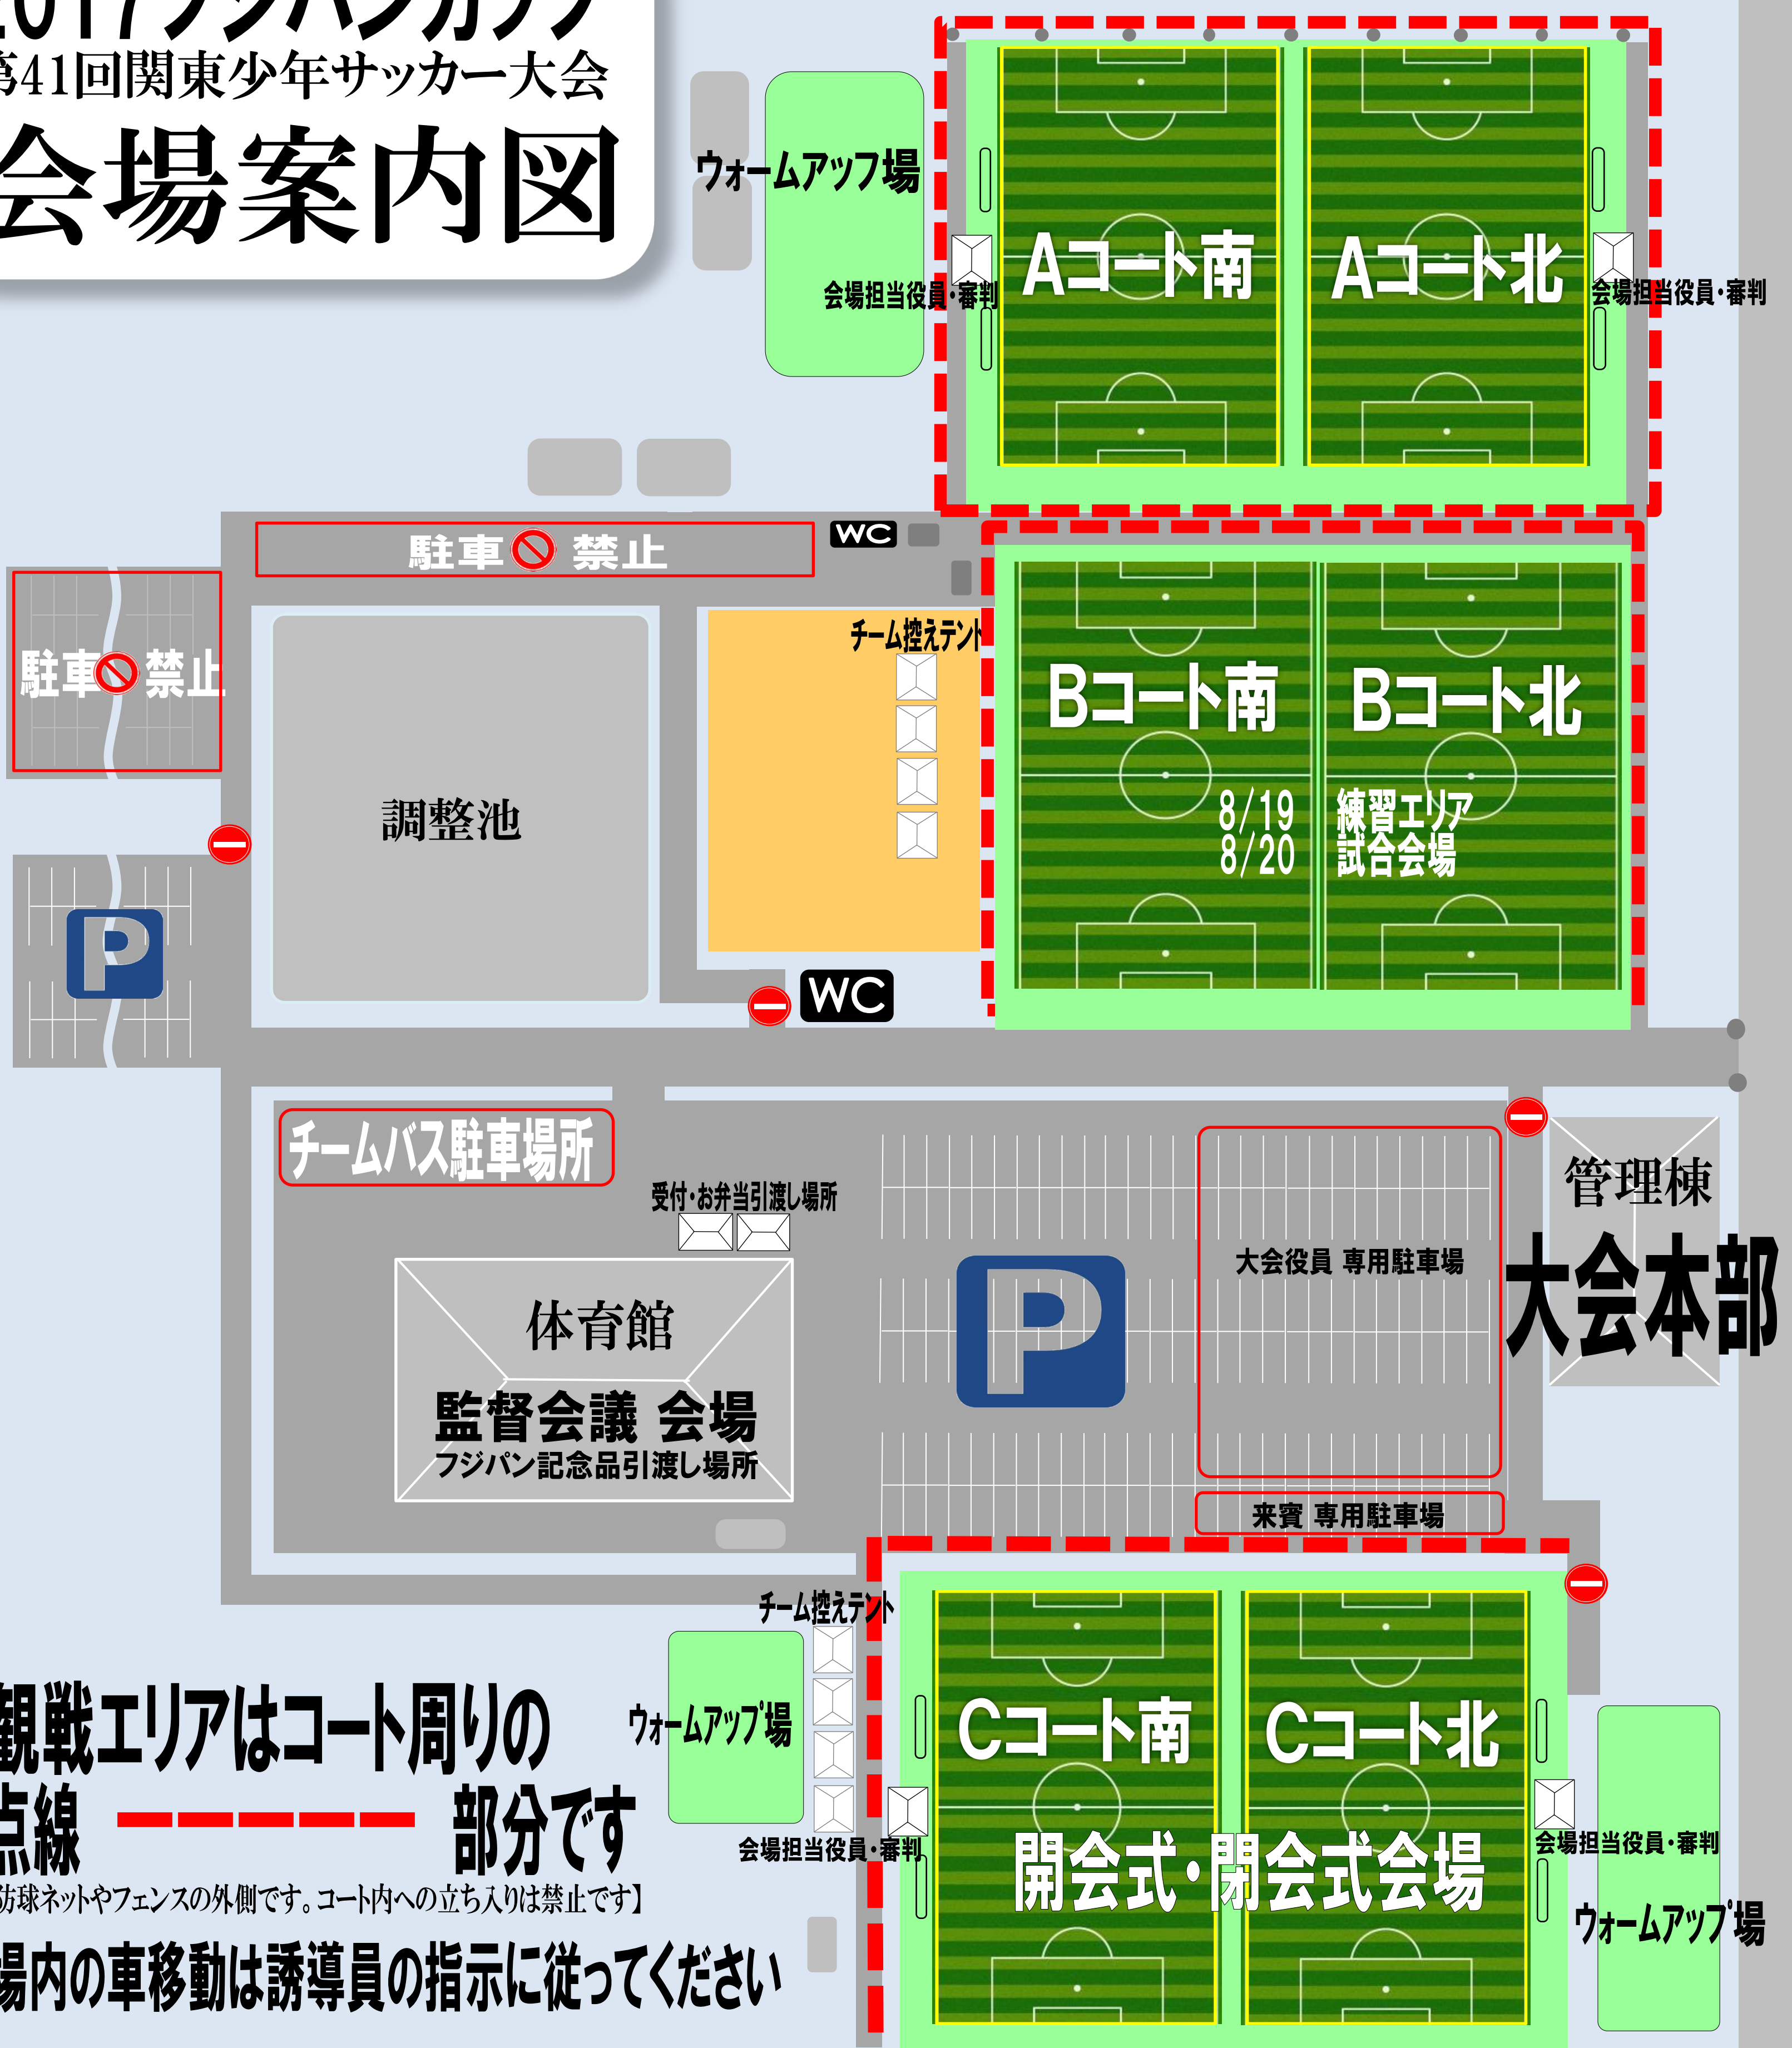 2017フジパンカップ
第41回関東少年サッカー大会
会場案内図
ウォームアップ場
Aコート南
Aコート北
会場担当役員・審判
会場担当役員・審判
駐車 禁止
WC
チーム控えテント
駐車 禁止
Bコート南
Bコート北
調整池
8/19 練習エリア
8/20 試合会場
P
WC
チームバス駐車場所
管理棟
受付・お弁当引渡し場所
大会役員 専用駐車場
大会本部
P
体育館
監督会議 会場
フジパン記念品引渡し場所
来賓 専用駐車場
チーム控えテント
ウォームアップ場
Cコート南
Cコート北
会場担当役員・審判
会場担当役員・審判
開会式・閉会式会場
ウォームアップ場
観戦エリアはコート周りの
点線 部分です
防球ネットやフェンスの外側です。コート内への立ち入りは禁止です】
場内の車移動は誘導員の指示に従ってください